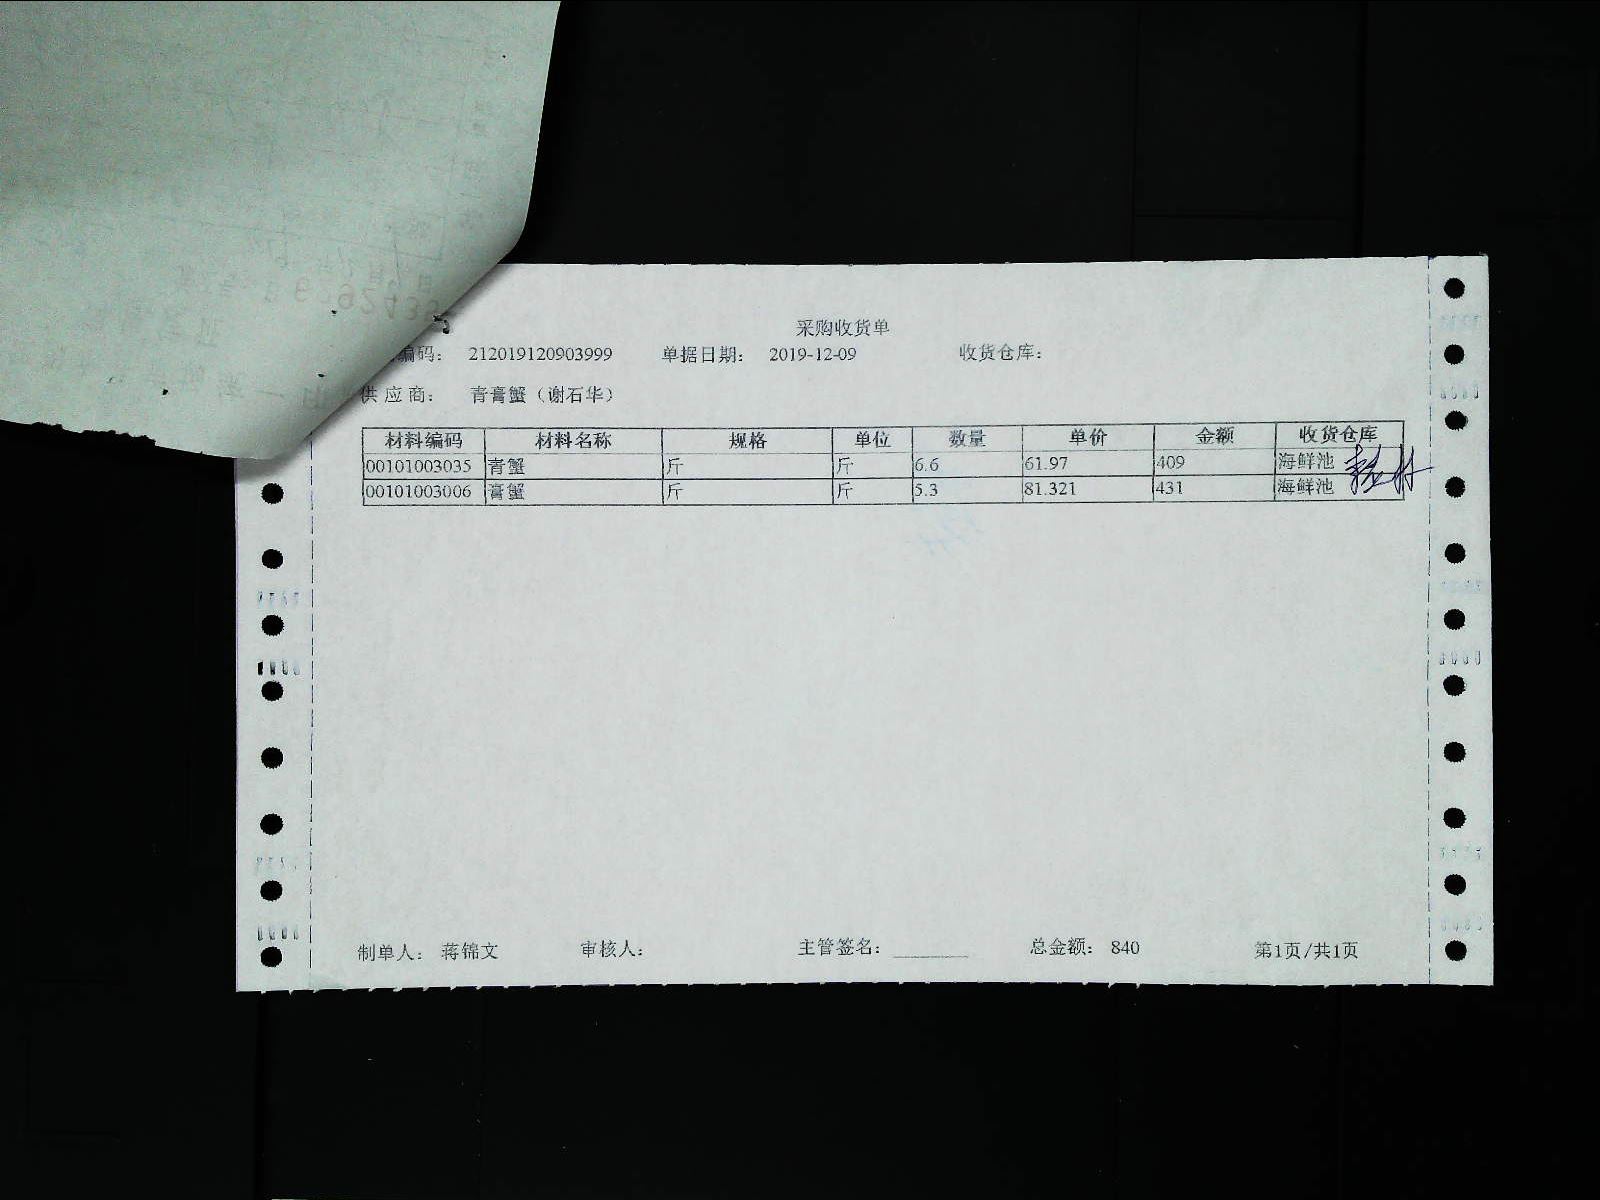 采购收货单
编码： 212019120903999 单据日期： 2019-12-09 收货仓库：
供应商： 青膏蟹（谢石华）
材料编码 材料名称 规格 单位 数量 单价 金额 收货仓库
00101003035 青蟹 斤 斤 6.6 61.97 409 海鲜池
00101003006 膏蟹 斤 斤 5.3 81.321 431 海鲜池
制单人： 蒋锦文 审核人： 主管签名： 总金额： 840 第1页/共1页